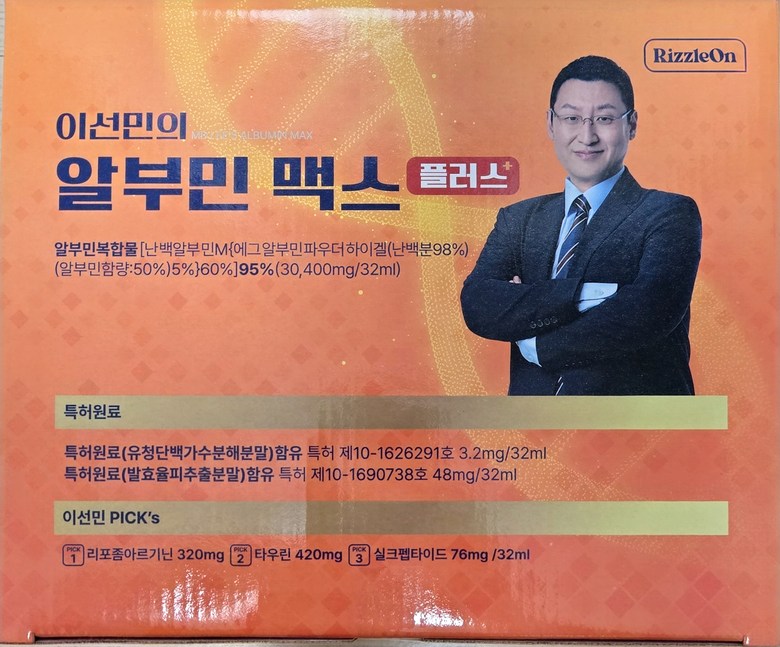 RizzleOn
이선민의
알부민 맥스 플러스+
알부민복합물[난백알부민M{에그알부민파우더하이겔(난백분98%)
(알부민함량:50%)5%}60%]95%(30,400mg/32ml)
특허원료
특허원료(유청단백가수분해분말)함유 특허 제10-1626291호 3.2mg/32ml
특허원료(발효율피추출분말)함유 특허 제10-1690738호 48mg/32ml
이선민 PICK's
PICK 1 리포좀아르기닌 320mg PICK 2 타우린 420mg PICK 3 실크펩타이드 76mg /32ml